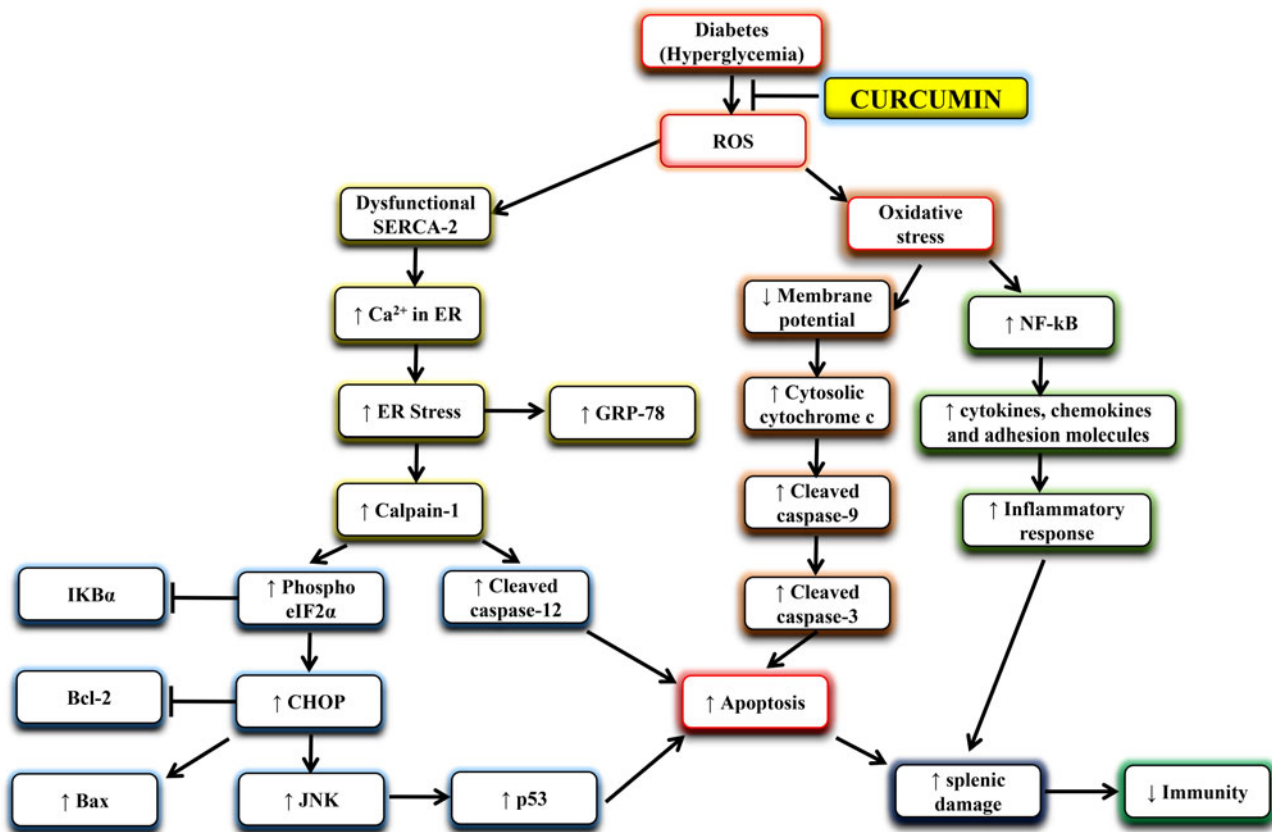 Diabetes
(Hyperglycemia)
CURCUMIN
ROS
Dysfunctional
SERCA-2
Oxidative
stress
↑ Ca²⁺ in ER
↓ Membrane
potential
↑ NF-kB
↑ ER Stress
↑ GRP-78
↑ Cytosolic
cytochrome c
↑ cytokines, chemokines
and adhesion molecules
↑ Calpain-1
↑ Cleaved
caspase-9
↑ Inflammatory
response
IKBα
↑ Phospho
eIF2α
↑ Cleaved
caspase-12
↑ Cleaved
caspase-3
Bcl-2
↑ CHOP
↑ Apoptosis
↑ Bax
↑ JNK
↑ p53
↑ splenic
damage
↓ Immunity